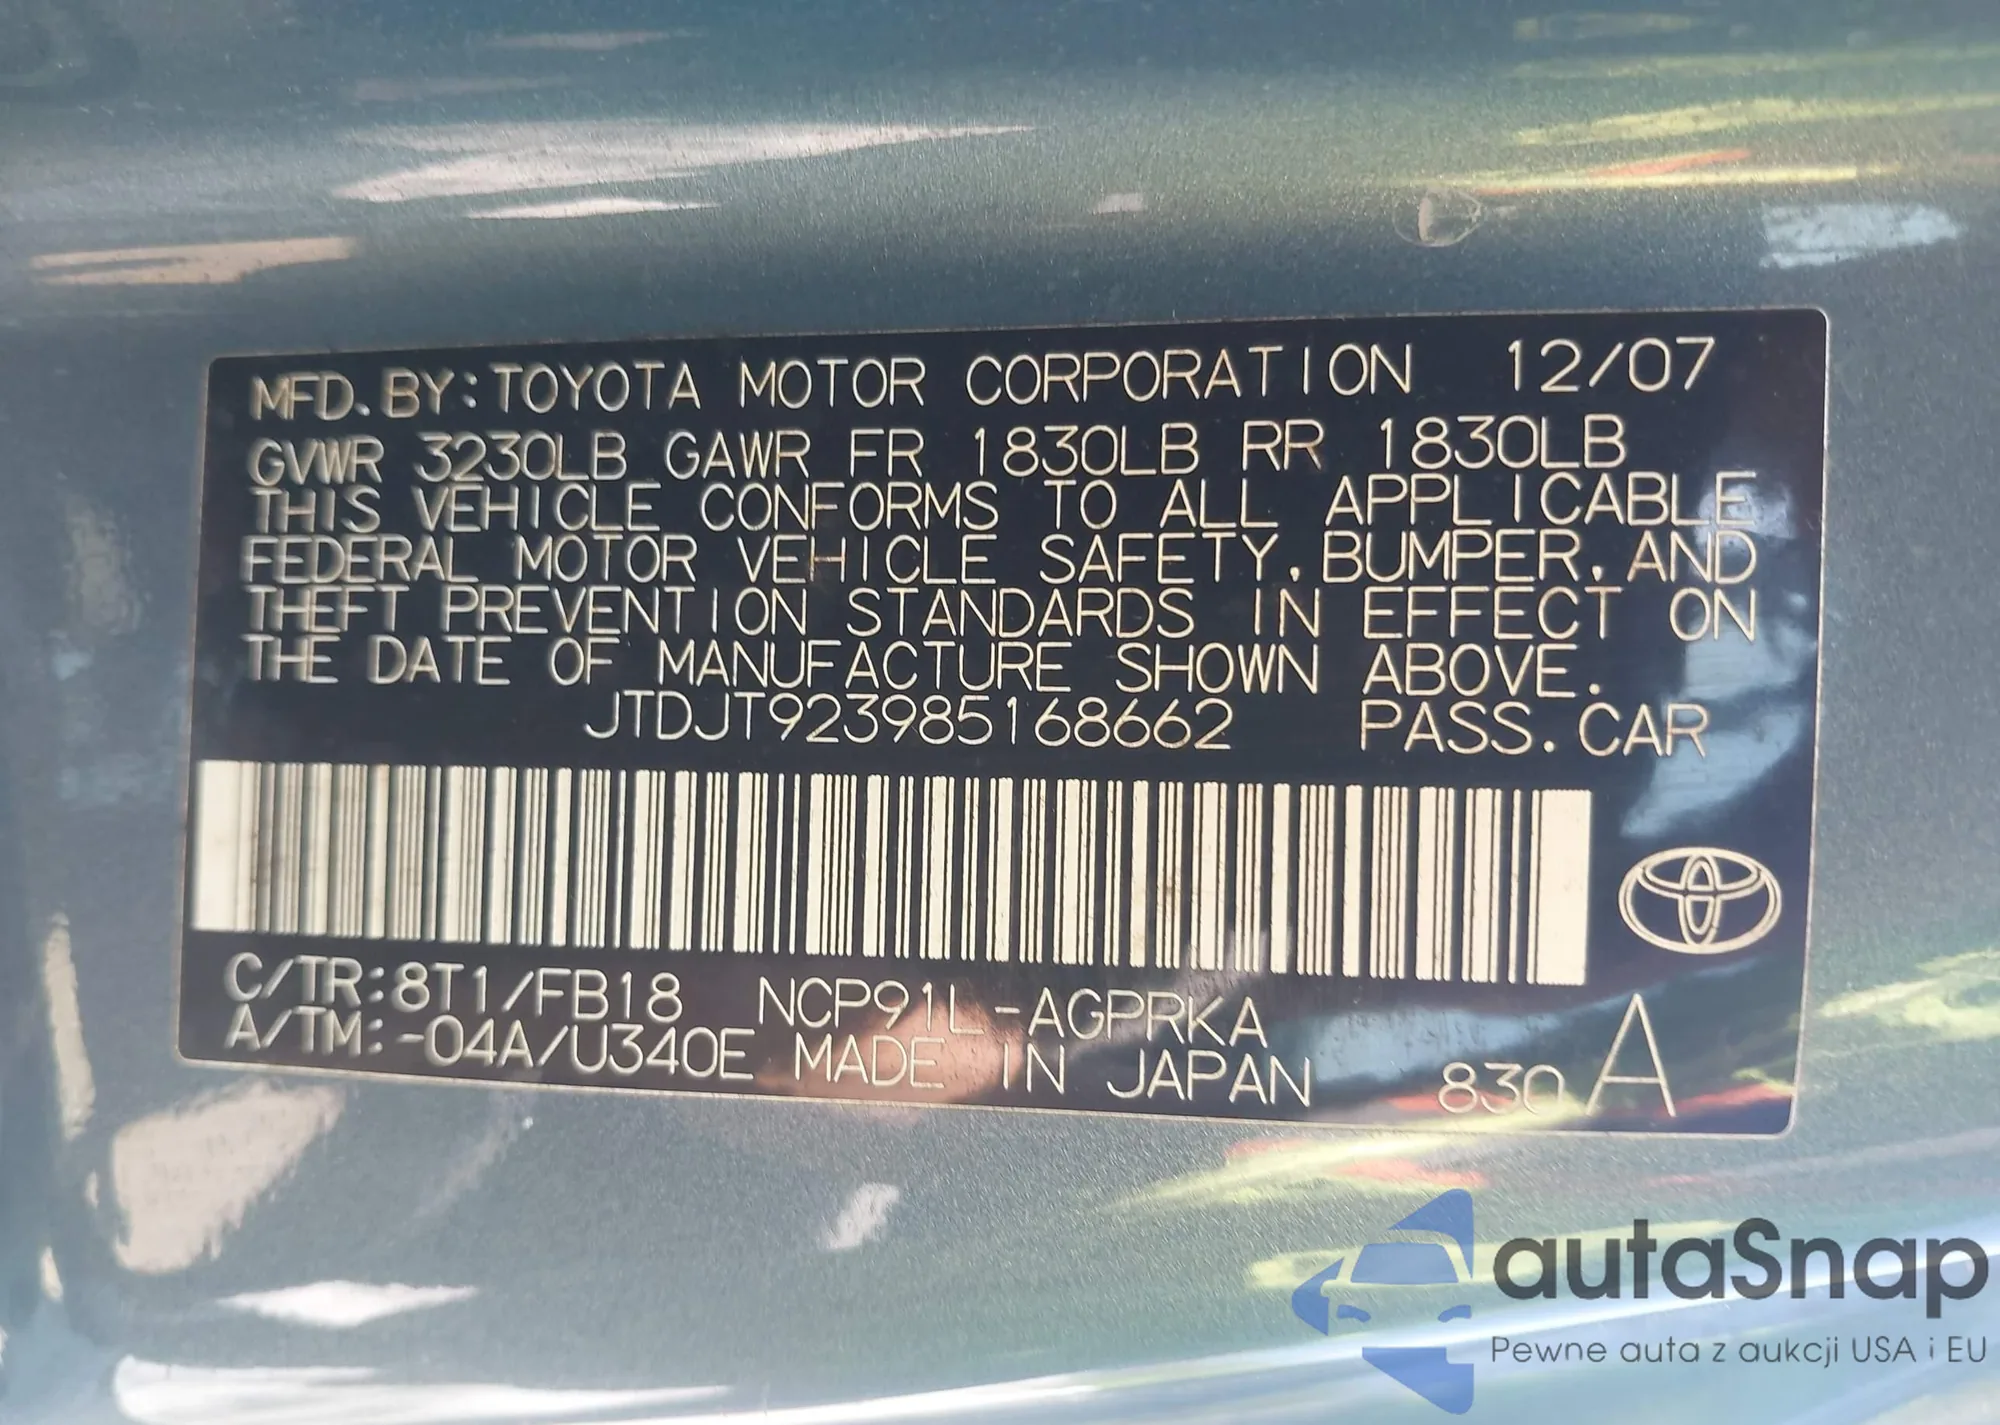 MFD. BY: TOYOTA MOTOR CORPORATION 12/07
GVWR 3230LB GAWR FR 1830LB RR 1830LB
THIS VEHICLE CONFORMS TO ALL APPLICABLE
FEDERAL MOTOR VEHICLE SAFETY, BUMPER, AND
THEFT PREVENTION STANDARDS IN EFFECT ON
THE DATE OF MANUFACTURE SHOWN ABOVE.
JTDJT923985168662 PASS. CAR
C/TR: 8T1/FB18 NCP91L-AGPRKA
A/TM: -04A/U340E MADE IN JAPAN 830 A
autaSnap
Pewne auta z aukcji USA i EU